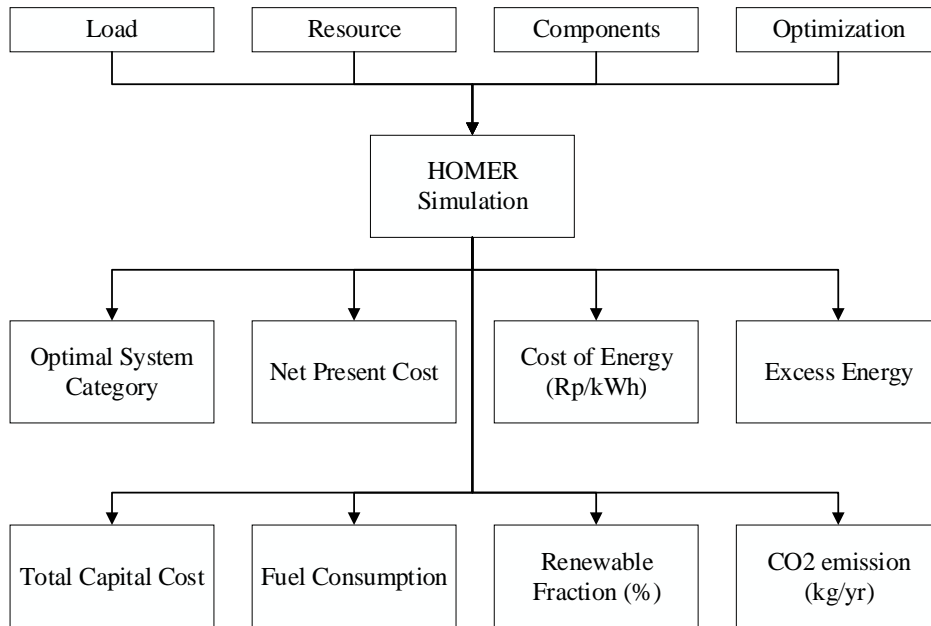 Load
Resource
Components
Optimization
HOMER
Simulation
Optimal System
Category
Net Present Cost
Cost of Energy
(Rp/kWh)
Excess Energy
Total Capital Cost
Fuel Consumption
Renewable
Fraction (%)
CO2 emission
(kg/yr)